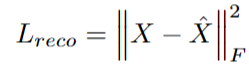 $L_{reco} = \left\| X - \hat{X} \right\|_F^2$